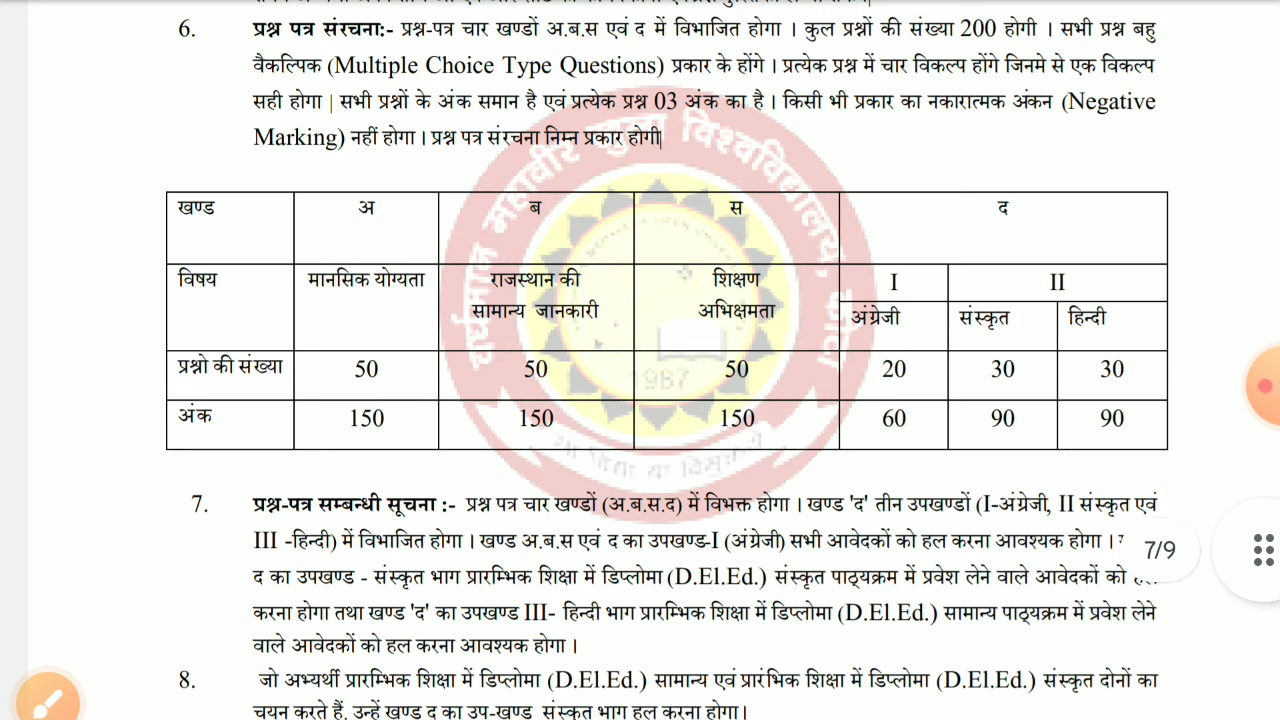 6. प्रश्न पत्र संरचना:- प्रश्न-पत्र चार खण्डों अ.ब.स एवं द में विभाजित होगा । कुल प्रश्नों की संख्या 200 होगी । सभी प्रश्न बहु
वैकल्पिक (Multiple Choice Type Questions) प्रकार के होंगे । प्रत्येक प्रश्न में चार विकल्प होंगे जिनमे से एक विकल्प
सही होगा | सभी प्रश्नों के अंक समान है एवं प्रत्येक प्रश्न 03 अंक का है । किसी भी प्रकार का नकारात्मक अंकन (Negative
Marking) नहीं होगा । प्रश्न पत्र संरचना निम्न प्रकार होगी|
खण्ड अ ब स द
विषय मानसिक योग्यता राजस्थान की सामान्य जानकारी शिक्षण अभिक्षमता I II
अंग्रेजी संस्कृत हिन्दी
प्रश्नो की संख्या 50 50 50 20 30 30
अंक 150 150 150 60 90 90
1987
7. प्रश्न-पत्र सम्बन्धी सूचना :- प्रश्न पत्र चार खण्डों (अ.ब.स.द) में विभक्त होगा । खण्ड 'द' तीन उपखण्डों (I-अंग्रेजी, II संस्कृत एवं
III -हिन्दी) में विभाजित होगा । खण्ड अ.ब.स एवं द का उपखण्ड-I (अंग्रेजी) सभी आवेदकों को हल करना आवश्यक होगा ।
7/9
द का उपखण्ड - संस्कृत भाग प्रारम्भिक शिक्षा में डिप्लोमा (D.El.Ed.) संस्कृत पाठ्यक्रम में प्रवेश लेने वाले आवेदकों को
करना होगा तथा खण्ड 'द' का उपखण्ड III- हिन्दी भाग प्रारम्भिक शिक्षा में डिप्लोमा (D.El.Ed.) सामान्य पाठ्यक्रम में प्रवेश लेने
वाले आवेदकों को हल करना आवश्यक होगा ।
8. जो अभ्यर्थी प्रारम्भिक शिक्षा में डिप्लोमा (D.El.Ed.) सामान्य एवं प्रारंभिक शिक्षा में डिप्लोमा (D.El.Ed.) संस्कृत दोनों का
चयन करते हैं, उन्हें खण्ड द का उप-खण्ड संस्कृत भाग हल करना होगा।